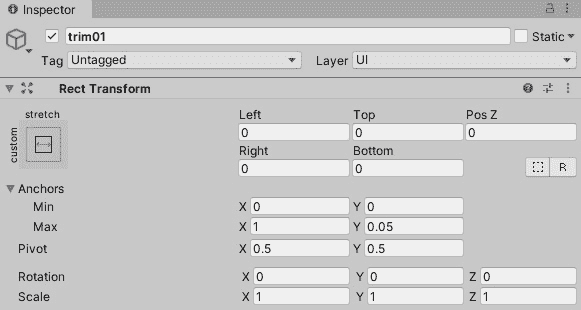 Inspector
trim01 Static
Tag Untagged Layer UI
Rect Transform
stretch
custom
Left Top Pos Z
0 0 0
Right Bottom
0 0 R
Anchors
Min X 0 Y 0
Max X 1 Y 0.05
Pivot X 0.5 Y 0.5
Rotation X 0 Y 0 Z 0
Scale X 1 Y 1 Z 1